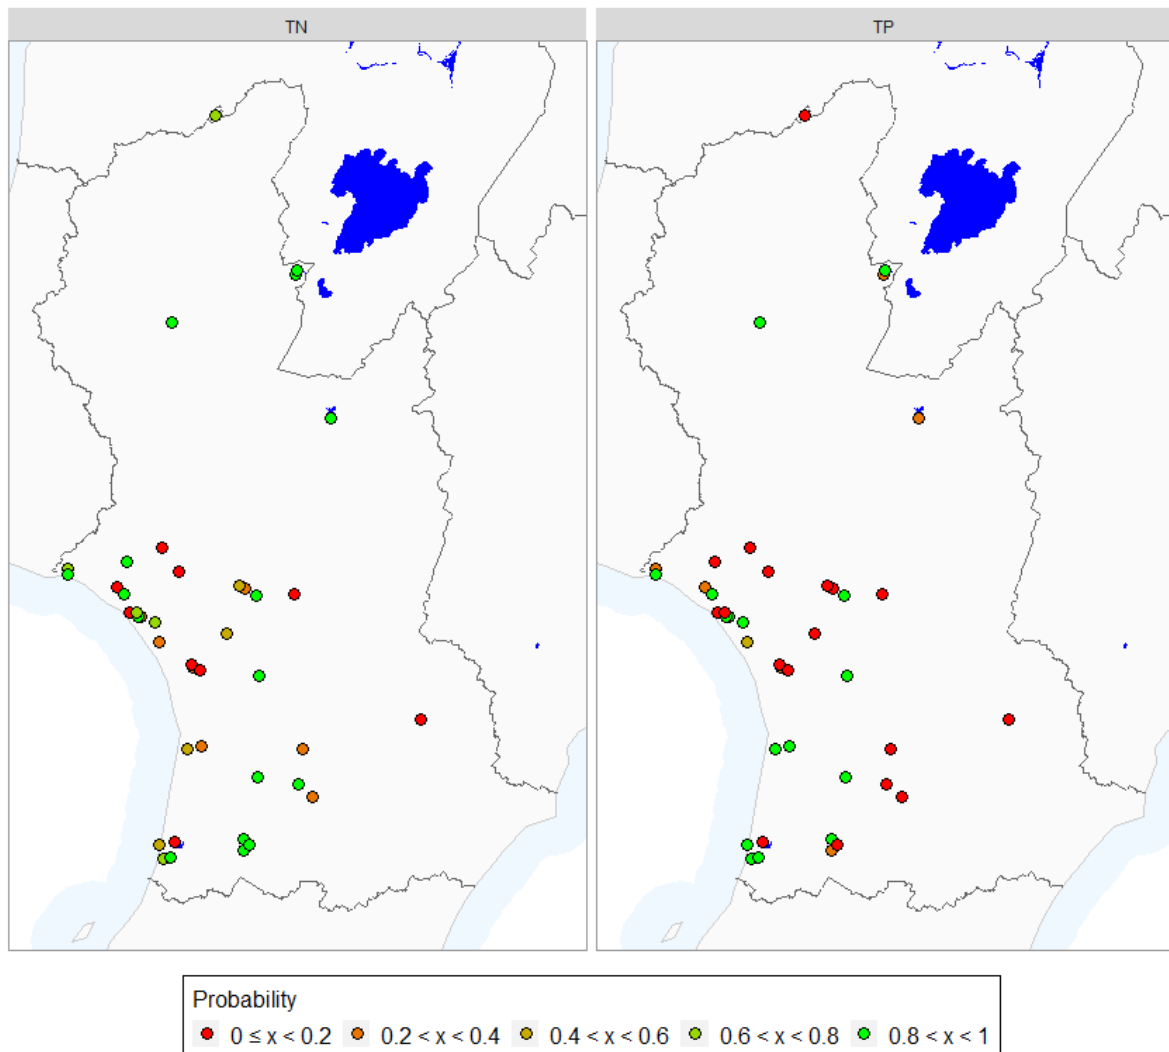 TN
TP
Probability
0 ≤ x < 0.2
0.2 < x < 0.4
0.4 < x < 0.6
0.6 < x < 0.8
0.8 < x < 1